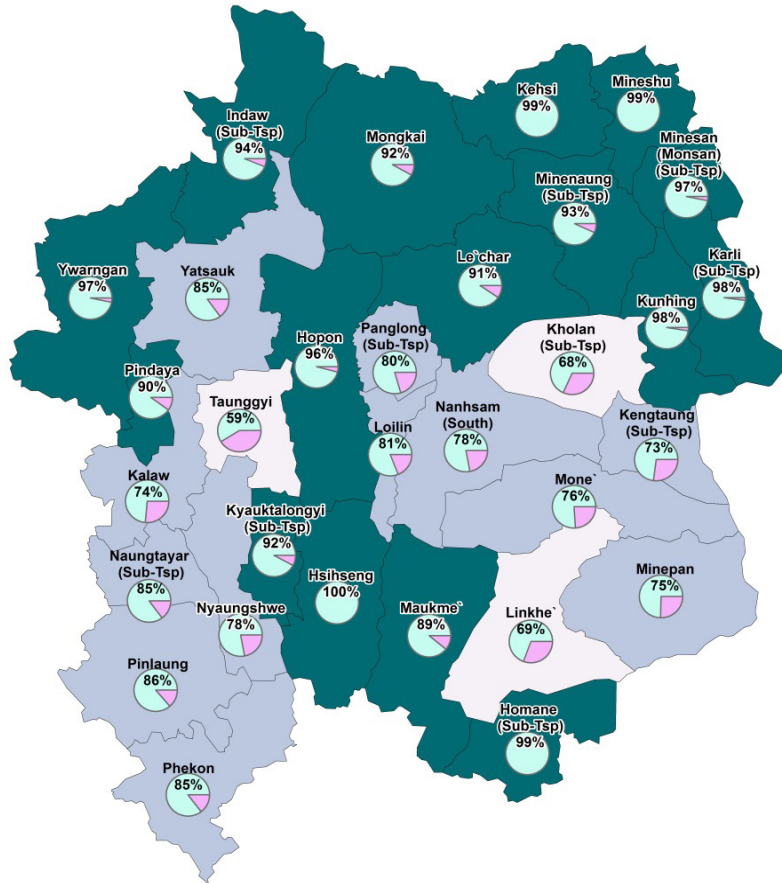 Kehsi
99%
Mineshu
99%
Indaw
(Sub-Tsp)
94%
Mongkai
92%
Minesan
(Monsan)
(Sub-Tsp)
97%
Minenaung
(Sub-Tsp)
93%
Ywarngan
97%
Yatsauk
85%
Le`char
91%
Karli
(Sub-Tsp)
98%
Kunhing
98%
Hopon
96%
Panglong
(Sub-Tsp)
80%
Kholan
(Sub-Tsp)
68%
Pindaya
90%
Taunggyi
59%
Loilin
81%
Nanhsam
(South)
78%
Kengtaung
(Sub-Tsp)
73%
Kalaw
74%
Mone`
76%
Kyauktalongyi
(Sub-Tsp)
92%
Naungtayar
(Sub-Tsp)
85%
Hsihseng
100%
Minepan
75%
Nyaungshwe
78%
Maukme`
89%
Linkhe`
69%
Pinlaung
86%
Homane
(Sub-Tsp)
99%
Phekon
85%